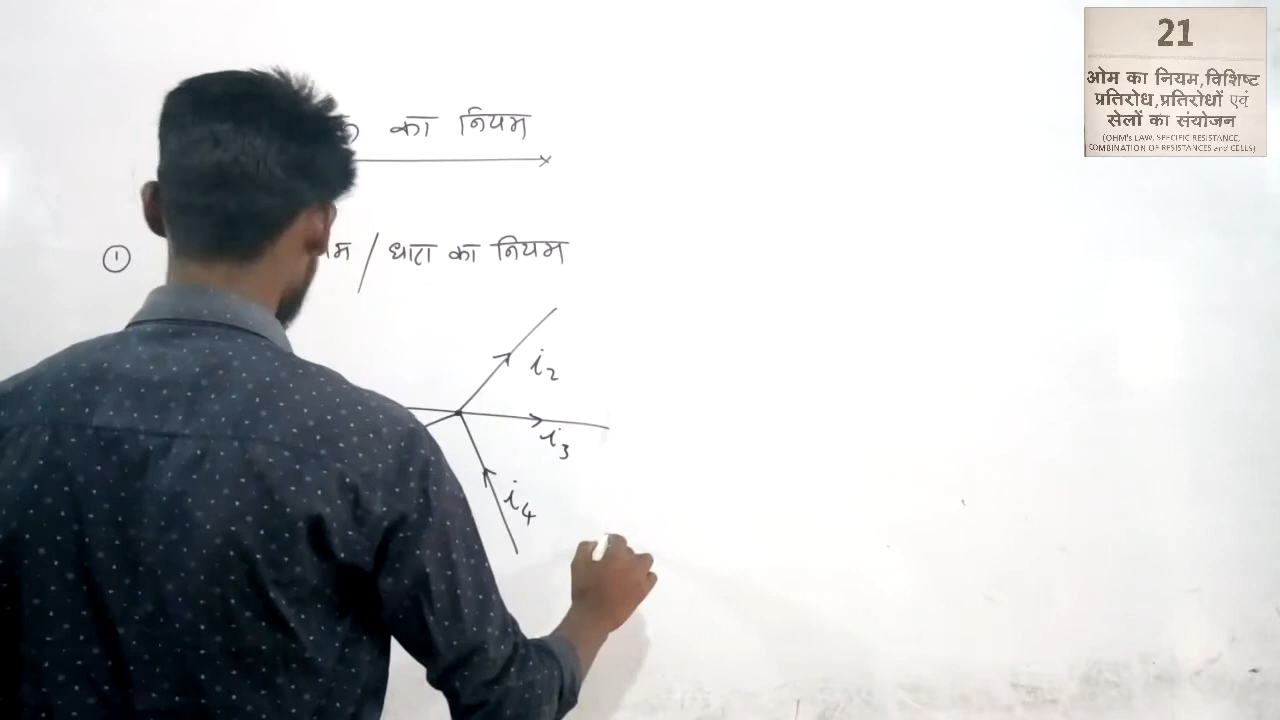 का नियम
① / धारा का नियम
i₂
i₃
i₄
21
ओम का नियम,विशिष्ट
प्रतिरोध,प्रतिरोधों एवं
सेलों का संयोजन
(OHM's LAW, SPECIFIC RESISTANCE,
COMBINATION OF RESISTANCES and CELLS)